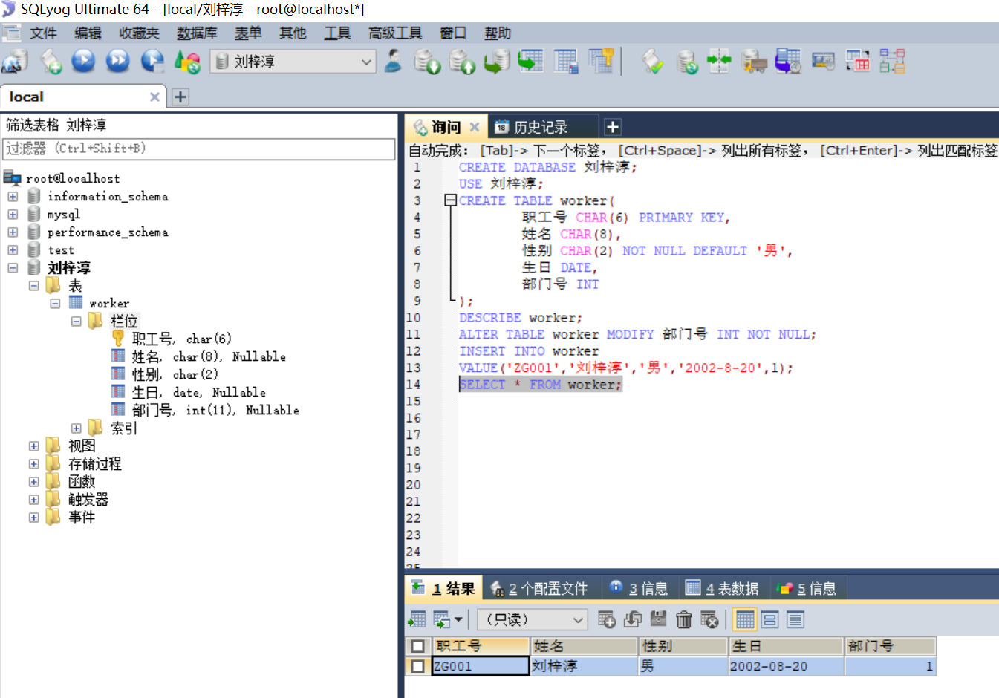 SQLyog Ultimate 64 - [local/刘梓淳 - root@localhost*]
文件 编辑 收藏夹 数据库 表单 其他 工具 高级工具 窗口 帮助
刘梓淳
local
筛选表格 刘梓淳
过滤器 (Ctrl+Shift+B)
root@localhost
information_schema
mysql
performance_schema
test
刘梓淳
表
worker
栏位
职工号, char(6)
姓名, char(8), Nullable
性别, char(2)
生日, date, Nullable
部门号, int(11), Nullable
索引
视图
存储过程
函数
触发器
事件
询问 18 历史记录
自动完成: [Tab]-> 下一个标签, [Ctrl+Space]-> 列出所有标签, [Ctrl+Enter]-> 列出匹配标签
1 CREATE DATABASE 刘梓淳;
2 USE 刘梓淳;
3 CREATE TABLE worker(
4 职工号 CHAR(6) PRIMARY KEY,
5 姓名 CHAR(8),
6 性别 CHAR(2) NOT NULL DEFAULT '男',
7 生日 DATE,
8 部门号 INT
9 );
10 DESCRIBE worker;
11 ALTER TABLE worker MODIFY 部门号 INT NOT NULL;
12 INSERT INTO worker
13 VALUE('ZG001','刘梓淳','男','2002-8-20',1);
14 SELECT * FROM worker;
15
16
17
18
19
20
21
22
23
24
25
1 结果 2 个配置文件 3 信息 4 表数据 5 信息
(只读)
职工号 姓名 性别 生日 部门号
ZG001 刘梓淳 男 2002-08-20 1